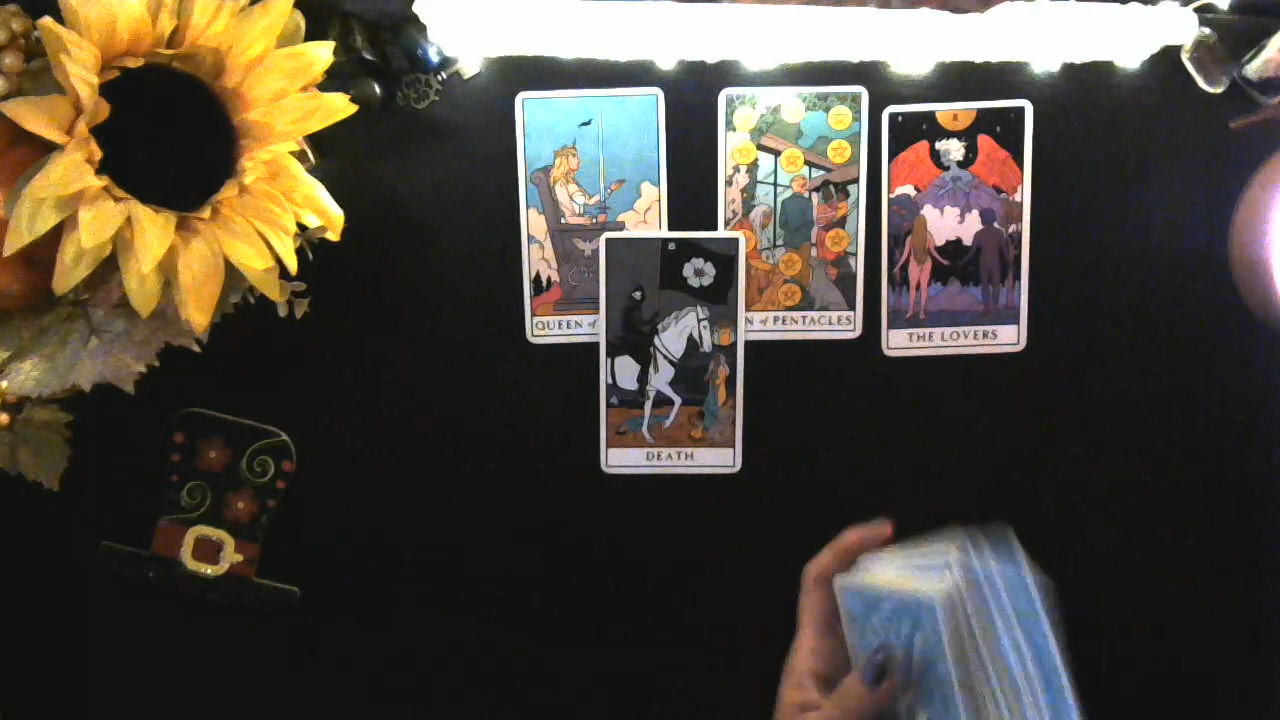 QUEEN of
N of PENTACLES
THE LOVERS
DEATH